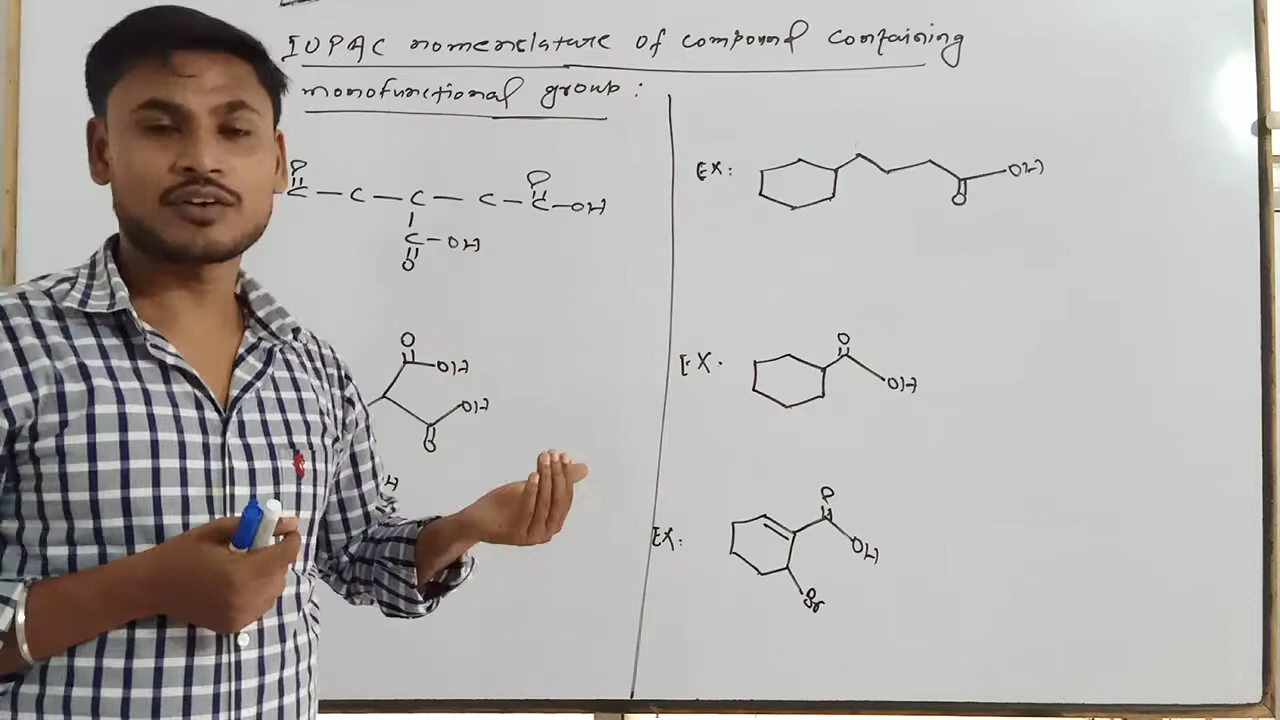 IUPAC nomenclature of compound containing
monofunctional group:
O O
C — C — C — C — C — OH
C — OH
O
O
OH
OH
O
H
Ex:
OH
O
Ex.
O
OH
Ex.
O
OH
Br